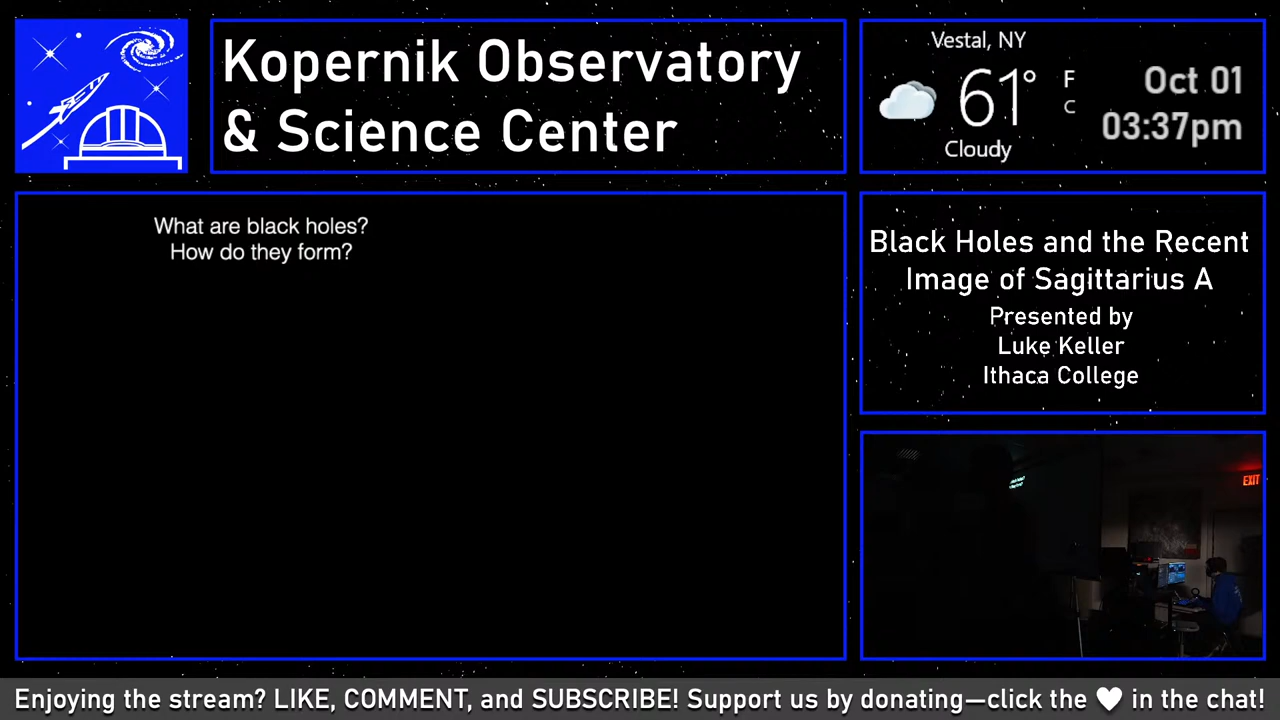 Kopernik Observatory
& Science Center
Vestal, NY
61°
F
C
Cloudy
Oct 01
03:37pm
What are black holes?
How do they form?
Black Holes and the Recent
Image of Sagittarius A
Presented by
Luke Keller
Ithaca College
EXIT
Enjoying the stream? LIKE, COMMENT, and SUBSCRIBE! Support us by donating—click the ♥ in the chat!